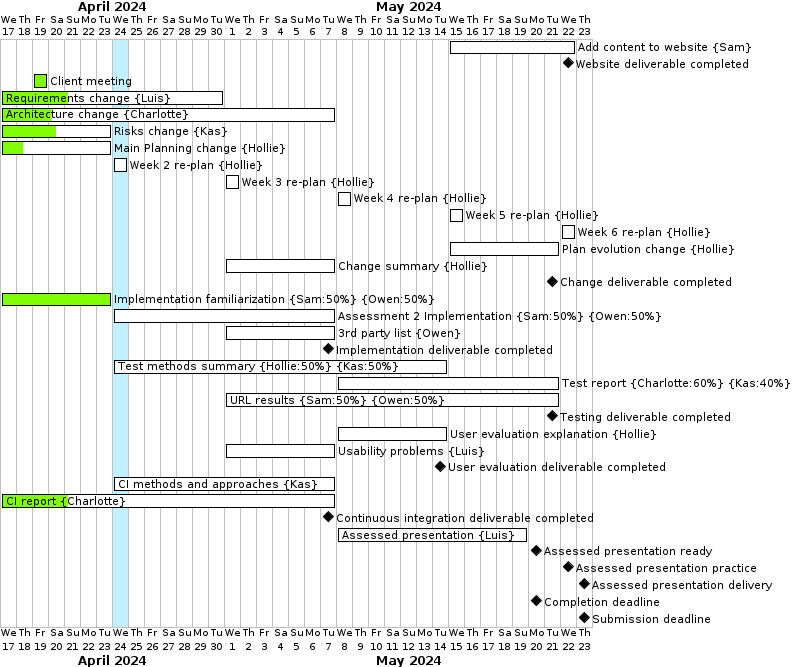 April 2024 May 2024
We Th Fr Sa Su Mo Tu We Th Fr Sa Su Mo Tu We Th Fr Sa Su Mo Tu We Th Fr Sa Su Mo Tu We Th Fr Sa Su Mo Tu We Th
17 18 19 20 21 22 23 24 25 26 27 28 29 30 1 2 3 4 5 6 7 8 9 10 11 12 13 14 15 16 17 18 19 20 21 22 23
Add content to website {Sam}
Website deliverable completed
Client meeting
Requirements change {Luis}
Architecture change {Charlotte}
Risks change {Kas}
Main Planning change {Hollie}
Week 2 re-plan {Hollie}
Week 3 re-plan {Hollie}
Week 4 re-plan {Hollie}
Week 5 re-plan {Hollie}
Week 6 re-plan {Hollie}
Plan evolution change {Hollie}
Change summary {Hollie}
Change deliverable completed
Implementation familiarization {Sam:50%} {Owen:50%}
Assessment 2 Implementation {Sam:50%} {Owen:50%}
3rd party list {Owen}
Implementation deliverable completed
Test methods summary {Hollie:50%} {Kas:50%}
Test report {Charlotte:60%} {Kas:40%}
URL results {Sam:50%} {Owen:50%}
Testing deliverable completed
User evaluation explanation {Hollie}
Usability problems {Luis}
User evaluation deliverable completed
CI methods and approaches {Kas}
CI report {Charlotte}
Continuous integration deliverable completed
Assessed presentation {Luis}
Assessed presentation ready
Assessed presentation practice
Assessed presentation delivery
Completion deadline
Submission deadline
We Th Fr Sa Su Mo Tu We Th Fr Sa Su Mo Tu We Th Fr Sa Su Mo Tu We Th Fr Sa Su Mo Tu We Th Fr Sa Su Mo Tu We Th
17 18 19 20 21 22 23 24 25 26 27 28 29 30 1 2 3 4 5 6 7 8 9 10 11 12 13 14 15 16 17 18 19 20 21 22 23
April 2024 May 2024